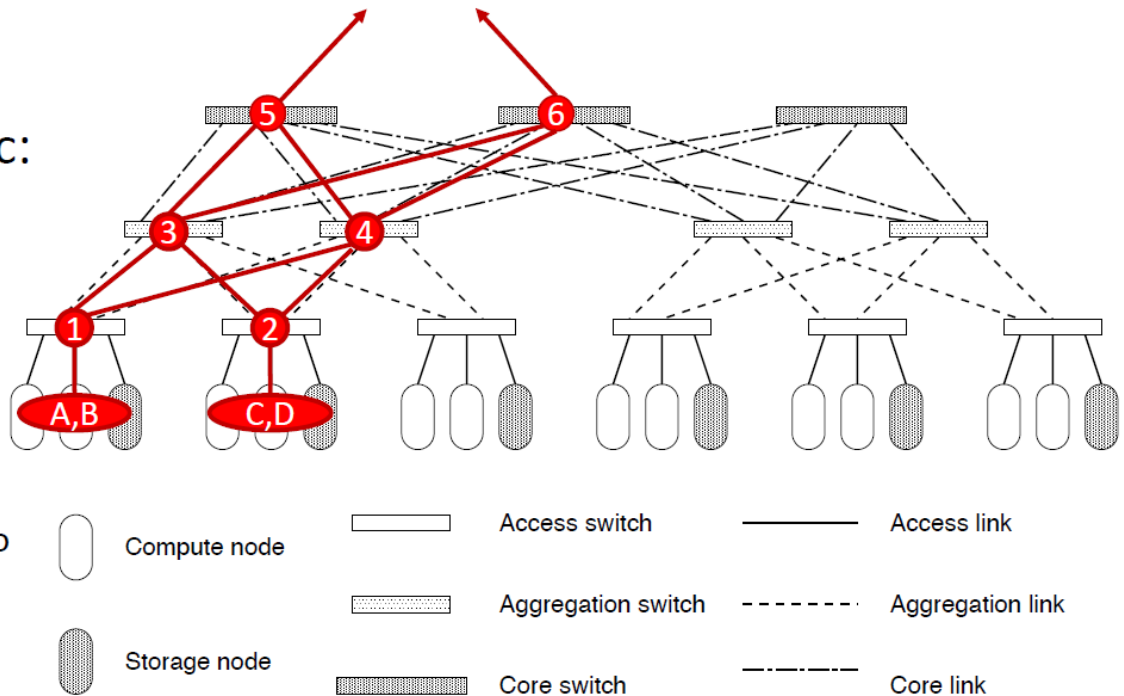 5 6
c:
3 4
1 2
A,B C,D
Compute node
Storage node
Access switch
Aggregation switch
Core switch
Access link
Aggregation link
Core link